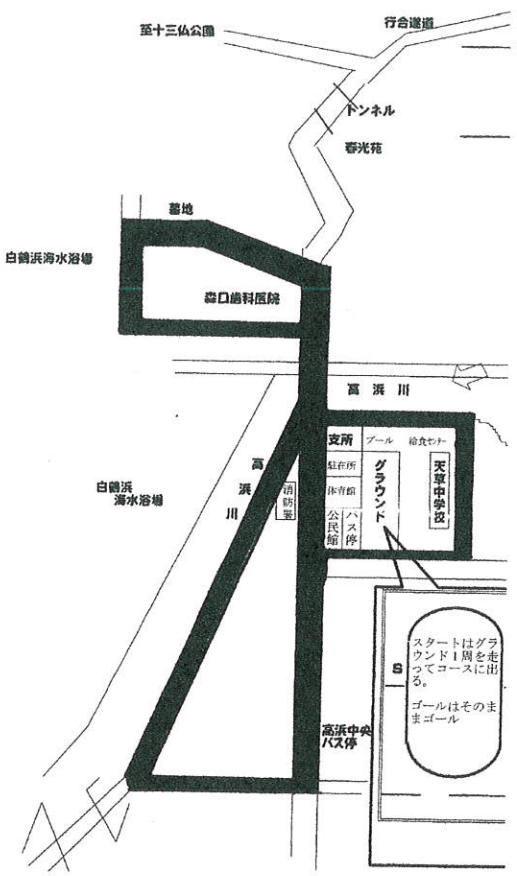 行合隧道
至十三仏公園
トンネル
春光苑
墓地
白鶴浜海水浴場
森口歯科医院
高浜川
支所
プール
給食センター
駐在所
グラウンド
天草中学校
高浜川
消防署
体育館
白鶴浜
海水浴場
公民館
バス停
スタートはグラ
ウンド1周を走
ってコースに出
る。
ゴールはそのま
まゴール
S
高浜中央
バス停